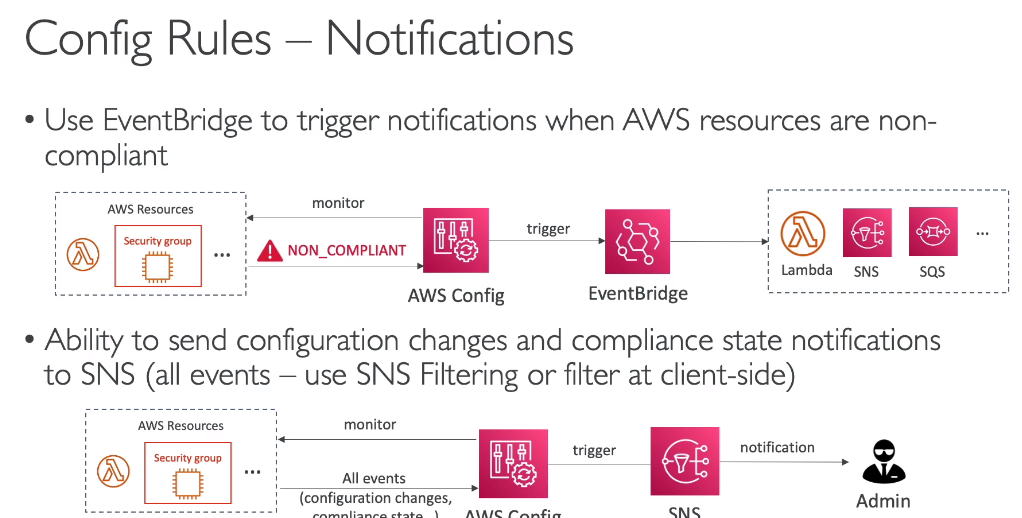 Config Rules – Notifications
• Use EventBridge to trigger notifications when AWS resources are non-
compliant
AWS Resources
Security group
...
monitor
NON_COMPLIANT
AWS Config
trigger
EventBridge
Lambda
SNS
SQS
...
• Ability to send configuration changes and compliance state notifications
to SNS (all events – use SNS Filtering or filter at client-side)
AWS Resources
Security group
...
monitor
All events
(configuration changes,
compliance state...)
AWS Config
trigger
SNS
notification
Admin